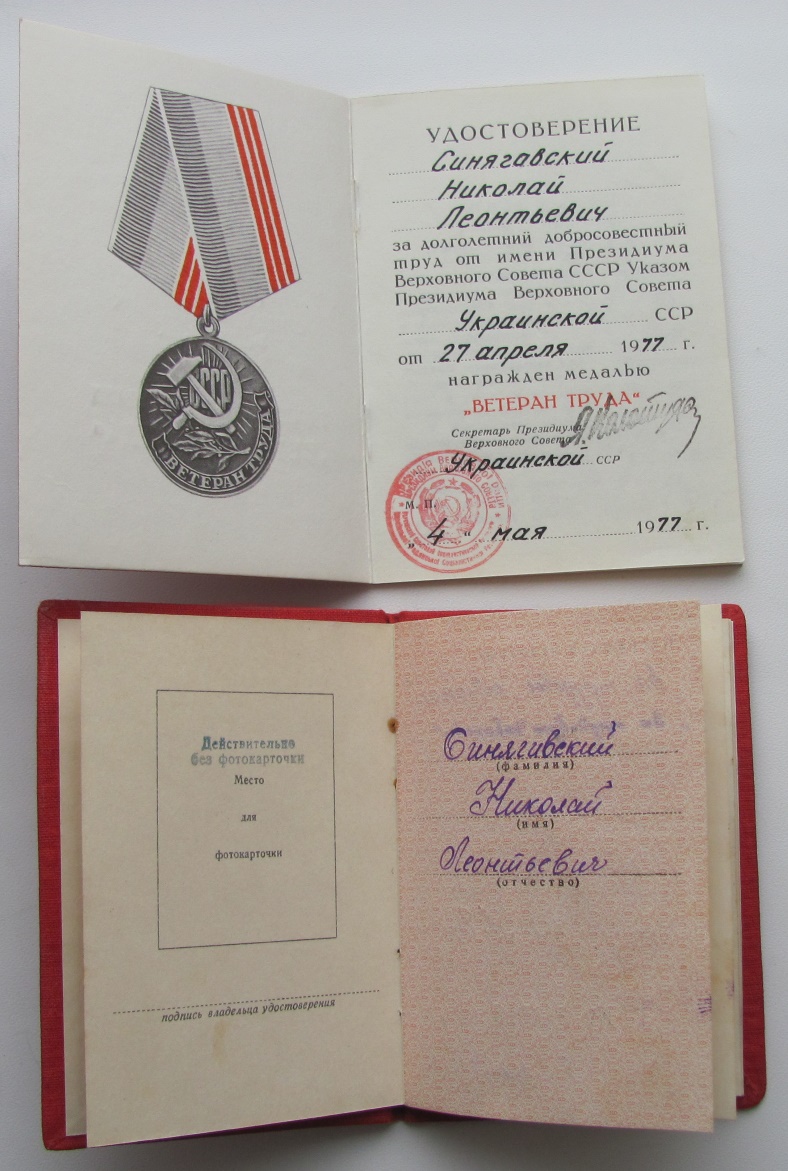 СССР
ВЕТЕРАН ТРУДА
УДОСТОВЕРЕНИЕ
Синягавский
Николай
Леонтьевич
за долголетний добросовестный
труд от имени Президиума
Верховного Совета СССР Указом
Президиума Верховного Совета
Украинской ССР
от 27 апреля 1977 г.
награжден медалью
„ВЕТЕРАН ТРУДА“
Секретарь Президиума
Верховного Совета
Украинской ССР
М. П.
„4“ мая 1977 г.
Действительно
без фотокарточки
Место
для
фотокарточки
подпись владельца удостоверения
Синягивский
(фамилия)
Николай
(имя)
Леонтьевич
(отчество)